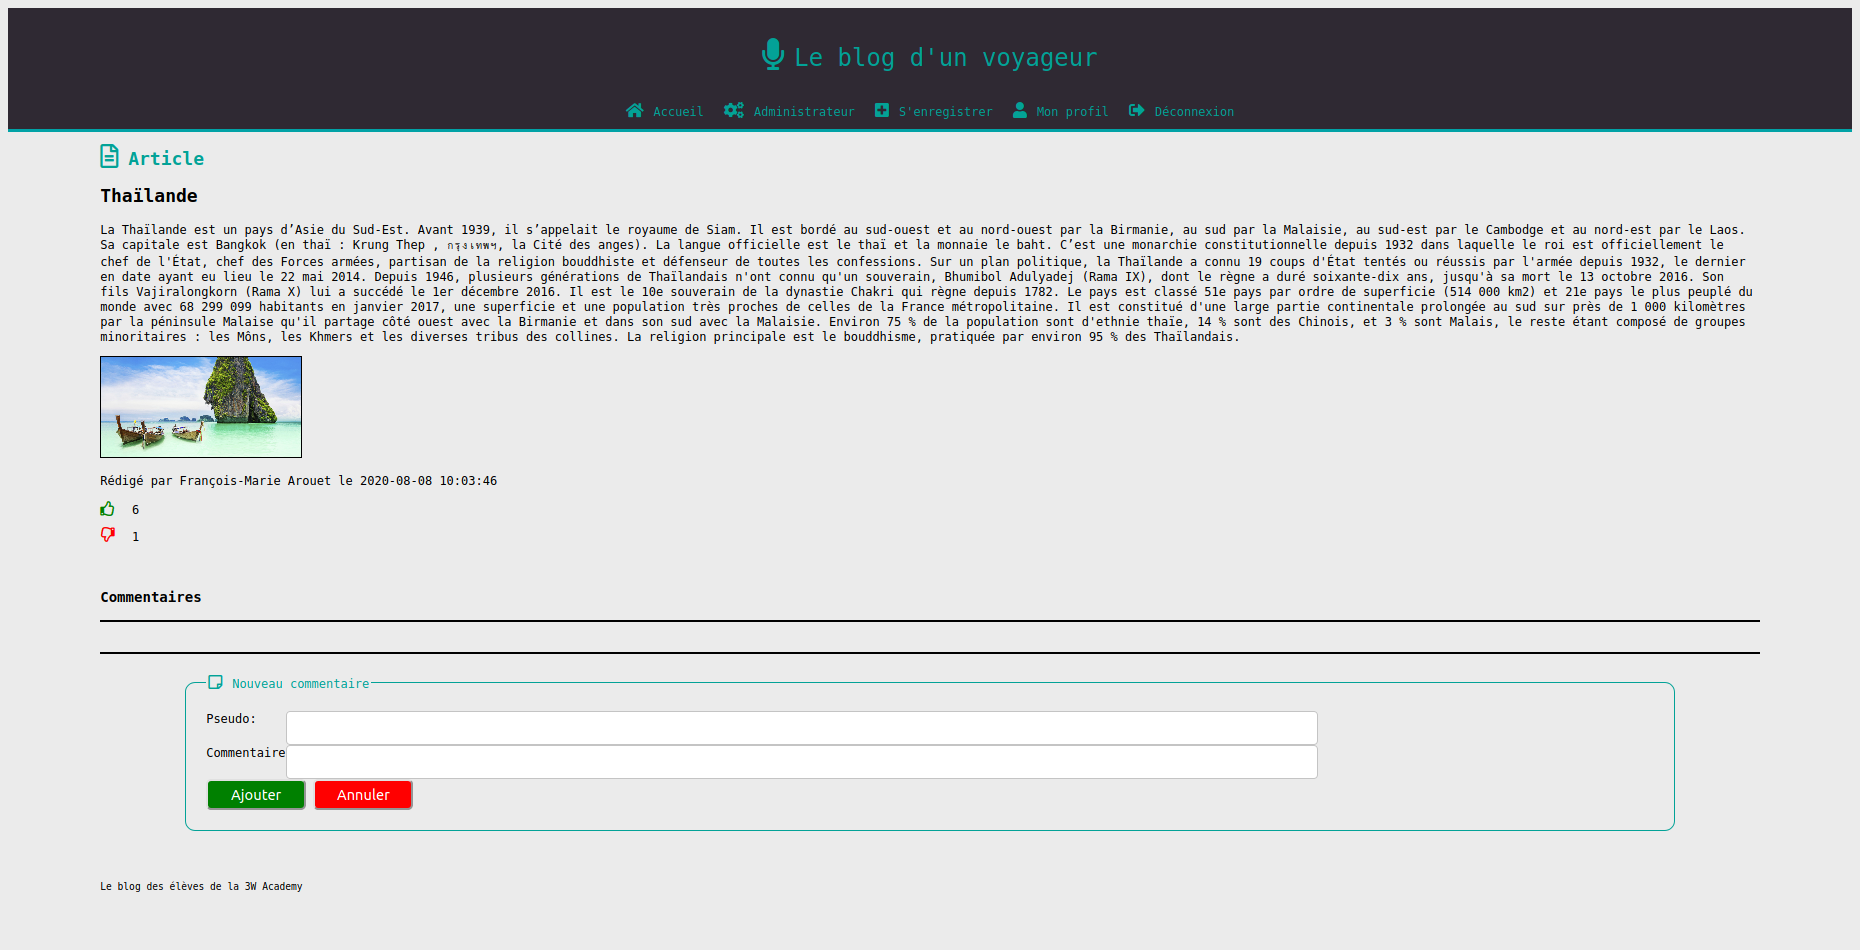 Le blog d'un voyageur
Accueil Administrateur S'enregistrer Mon profil Déconnexion
Article
Thaïlande
La Thaïlande est un pays d’Asie du Sud-Est. Avant 1939, il s’appelait le royaume de Siam. Il est bordé au sud-ouest et au nord-ouest par la Birmanie, au sud par la Malaisie, au sud-est par le Cambodge et au nord-est par le Laos.
Sa capitale est Bangkok (en thaï : Krung Thep , กรุงเทพฯ, la Cité des anges). La langue officielle est le thaï et la monnaie le baht. C’est une monarchie constitutionnelle depuis 1932 dans laquelle le roi est officiellement le
chef de l'État, chef des Forces armées, partisan de la religion bouddhiste et défenseur de toutes les confessions. Sur un plan politique, la Thaïlande a connu 19 coups d'État tentés ou réussis par l'armée depuis 1932, le dernier
en date ayant eu lieu le 22 mai 2014. Depuis 1946, plusieurs générations de Thaïlandais n'ont connu qu'un souverain, Bhumibol Adulyadej (Rama IX), dont le règne a duré soixante-dix ans, jusqu'à sa mort le 13 octobre 2016. Son
fils Vajiralongkorn (Rama X) lui a succédé le 1er décembre 2016. Il est le 10e souverain de la dynastie Chakri qui règne depuis 1782. Le pays est classé 51e pays par ordre de superficie (514 000 km2) et 21e pays le plus peuplé du
monde avec 68 299 099 habitants en janvier 2017, une superficie et une population très proches de celles de la France métropolitaine. Il est constitué d'une large partie continentale prolongée au sud sur près de 1 000 kilomètres
par la péninsule Malaise qu'il partage côté ouest avec la Birmanie et dans son sud avec la Malaisie. Environ 75 % de la population sont d'ethnie thaïe, 14 % sont des Chinois, et 3 % sont Malais, le reste étant composé de groupes
minoritaires : les Môns, les Khmers et les diverses tribus des collines. La religion principale est le bouddhisme, pratiquée par environ 95 % des Thaïlandais.
Rédigé par François-Marie Arouet le 2020-08-08 10:03:46
6
1
Commentaires
Nouveau commentaire
Pseudo:
Commentaire
Ajouter Annuler
Le blog des élèves de la 3W Academy